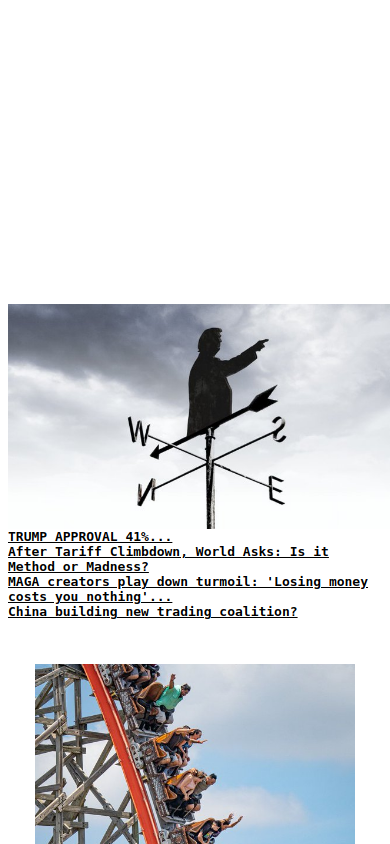 W
S
N
E
TRUMP APPROVAL 41%...
After Tariff Climbdown, World Asks: Is it
Method or Madness?
MAGA creators play down turmoil: 'Losing money
costs you nothing'...
China building new trading coalition?